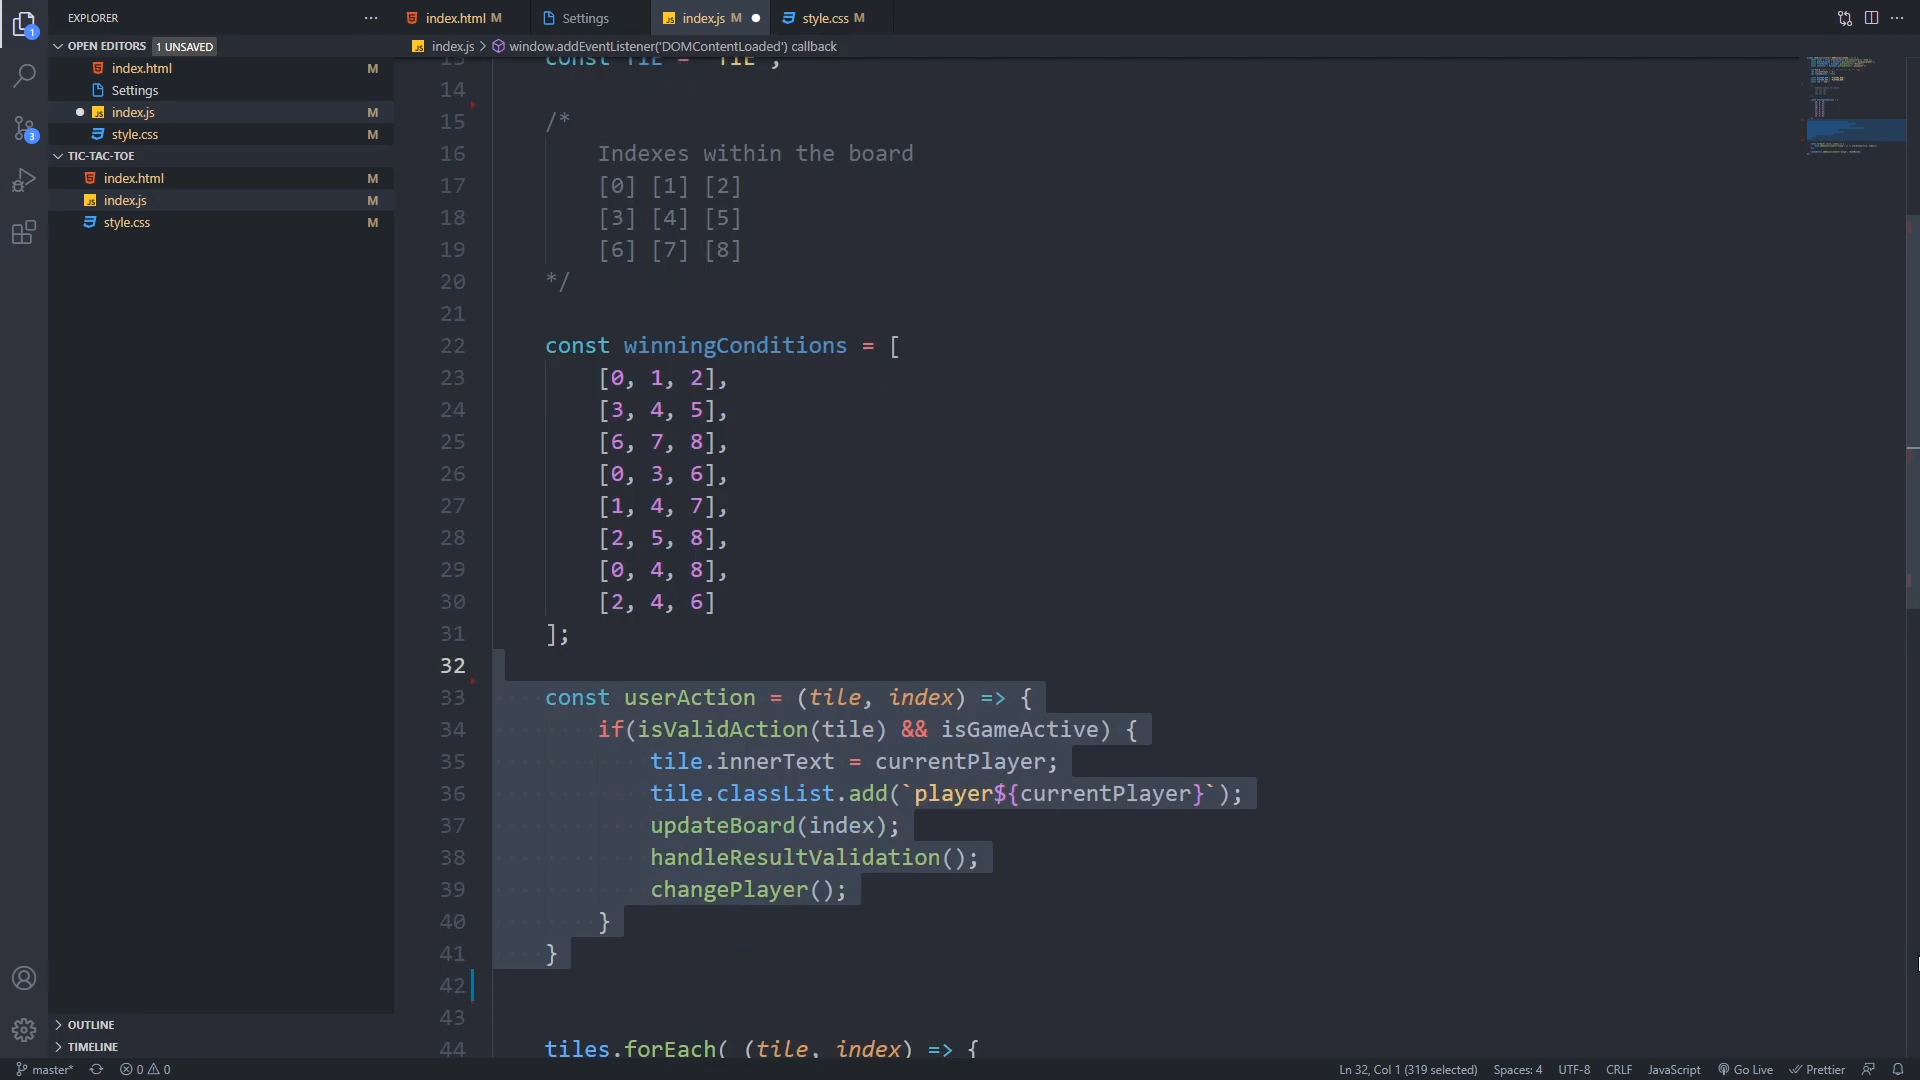 EXPLORER
index.html M
Settings
index.js M
style.css M
OPEN EDITORS 1 UNSAVED
index.js > window.addEventListener('DOMContentLoaded') callback
index.html M
Settings
index.js M
style.css M
TIC-TAC-TOE
index.html M
index.js M
style.css M
13 const TIE = 'TIE';
14
15 /*
16 Indexes within the board
17 [0] [1] [2]
18 [3] [4] [5]
19 [6] [7] [8]
20 */
21
22 const winningConditions = [
23 [0, 1, 2],
24 [3, 4, 5],
25 [6, 7, 8],
26 [0, 3, 6],
27 [1, 4, 7],
28 [2, 5, 8],
29 [0, 4, 8],
30 [2, 4, 6]
31 ];
32
33 const userAction = (tile, index) => {
34 if(isValidAction(tile) && isGameActive) {
35 tile.innerText = currentPlayer;
36 tile.classList.add(`player${currentPlayer}`);
37 updateBoard(index);
38 handleResultValidation();
39 changePlayer();
40 }
41 }
42
43
44 tiles.forEach( (tile, index) => {
1
3
OUTLINE
TIMELINE
master* 0 0 Ln 32, Col 1 (319 selected) Spaces: 4 UTF-8 CRLF JavaScript Go Live Prettier